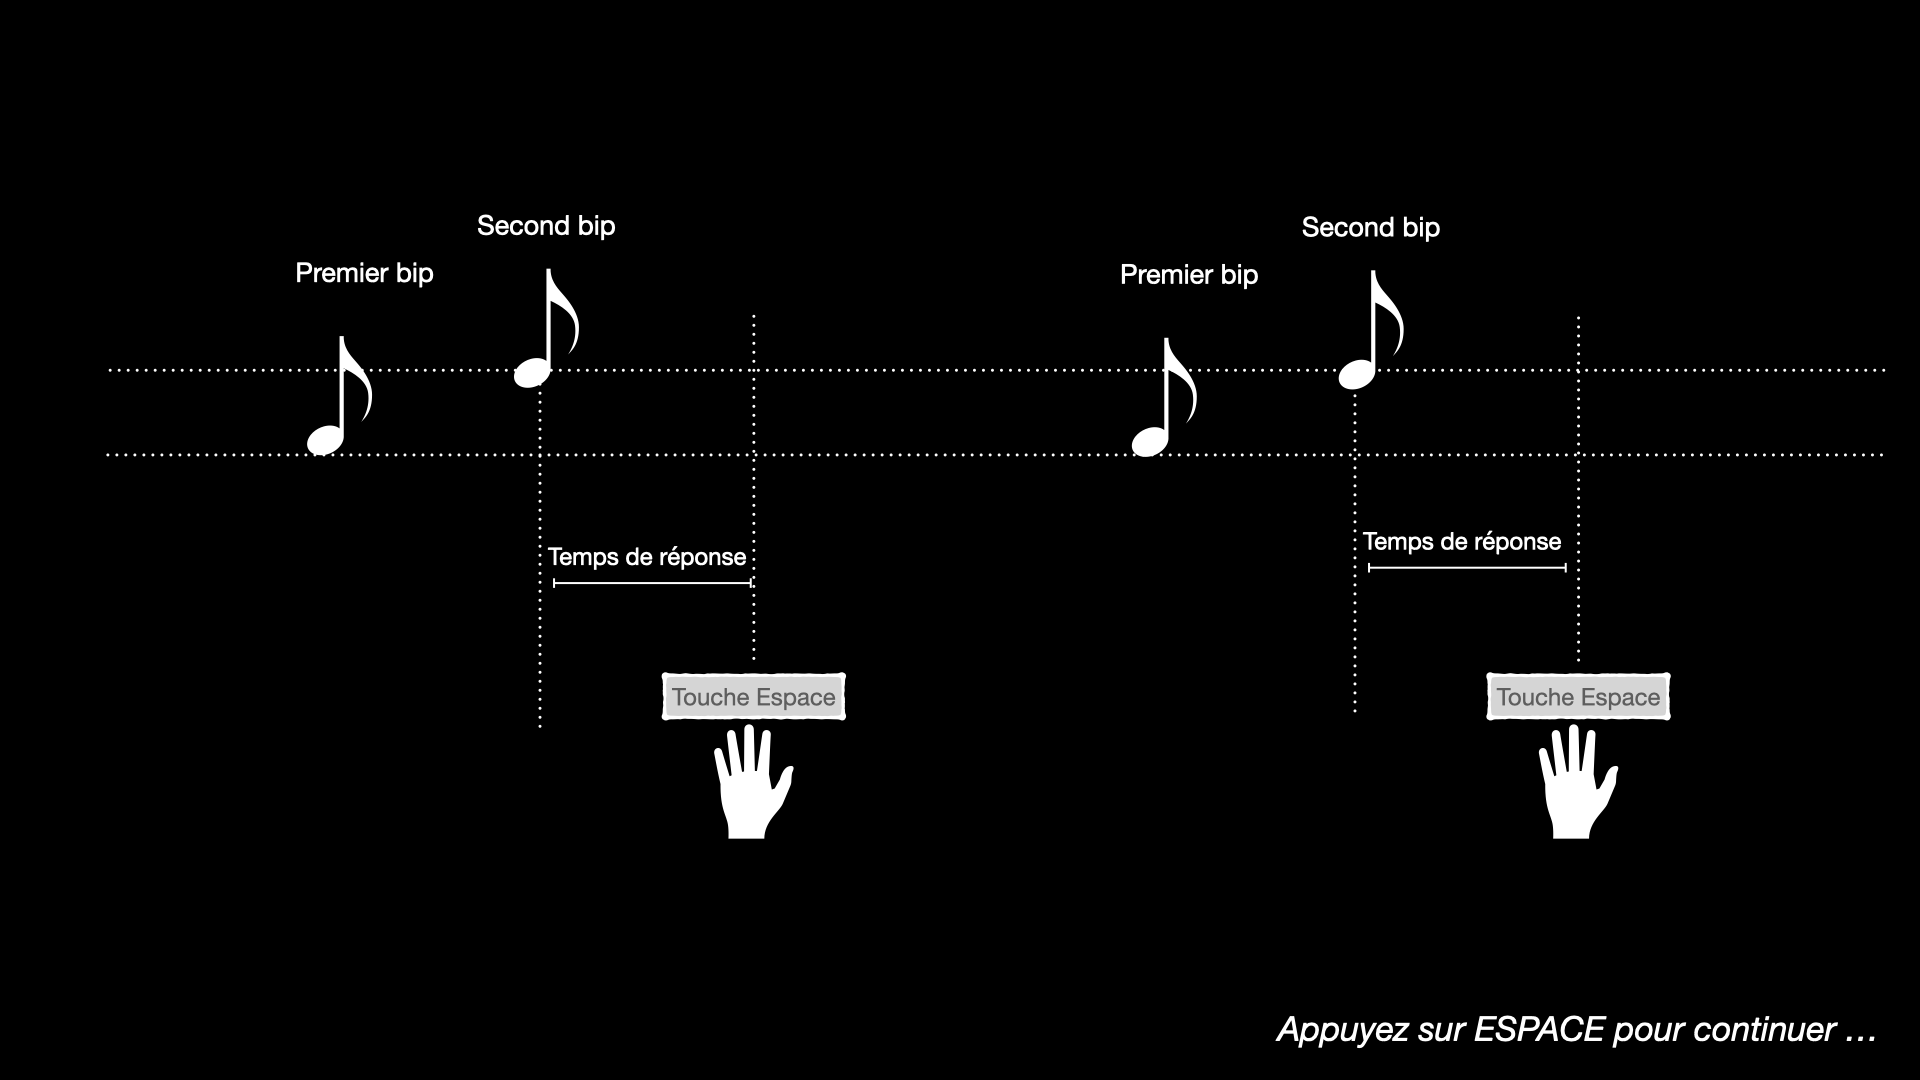 Second bip
Premier bip
Second bip
Premier bip
Temps de réponse
Temps de réponse
Touche Espace
Touche Espace
Appuyez sur ESPACE pour continuer ...